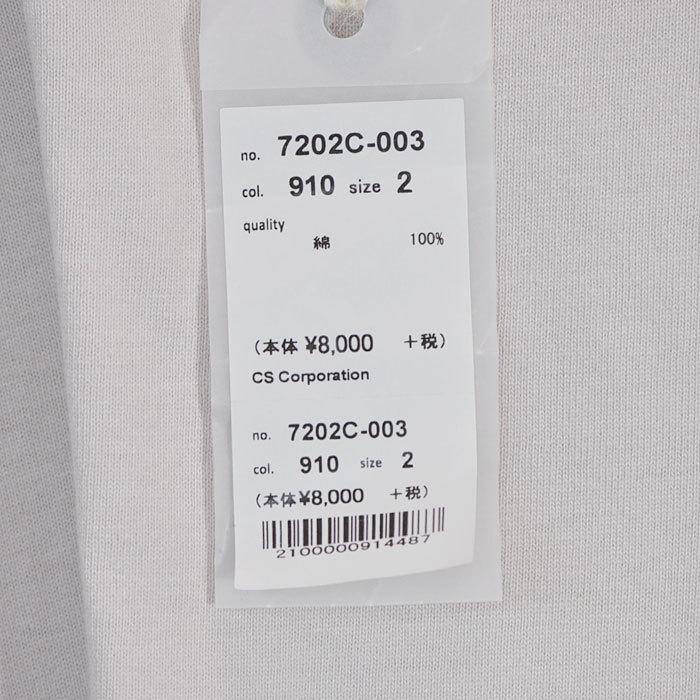 no. 7202C-003
col. 910 size 2
quality
綿 100%
(本体 ¥8,000 +税)
CS Corporation
no. 7202C-003
col. 910 size 2
(本体¥8,000 +税)
2100000914487